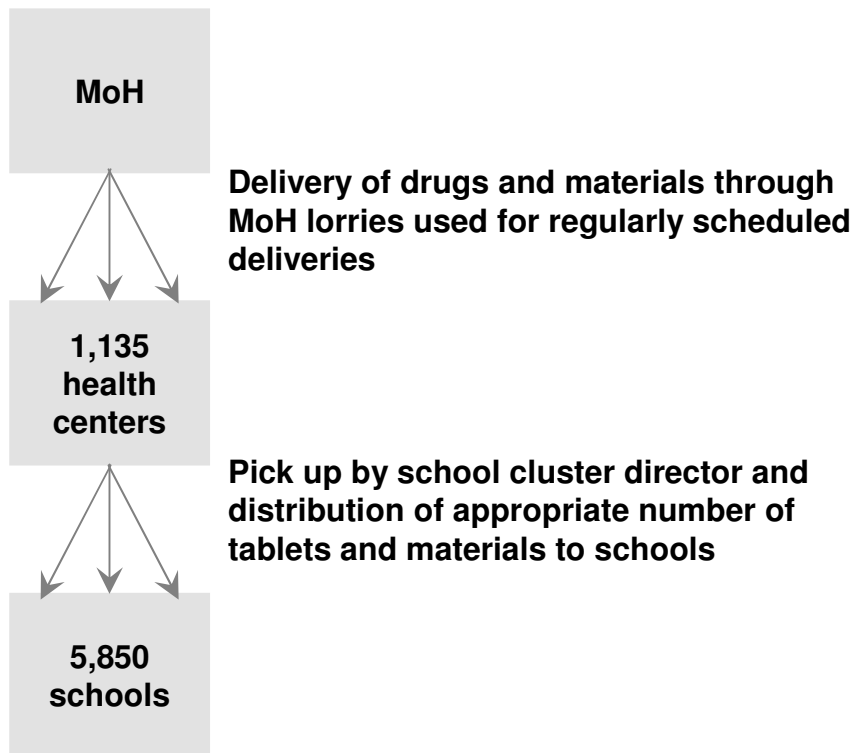 MoH
Delivery of drugs and materials through
MoH lorries used for regularly scheduled
deliveries
1,135
health
centers
Pick up by school cluster director and
distribution of appropriate number of
tablets and materials to schools
5,850
schools